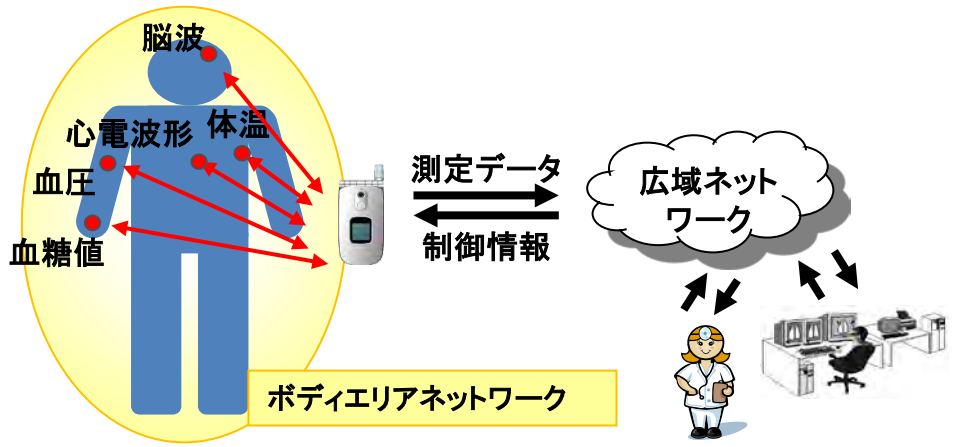 脳波
心電波形
体温
血圧
血糖値
測定データ
制御情報
広域ネット
ワーク
ボディエリアネットワーク